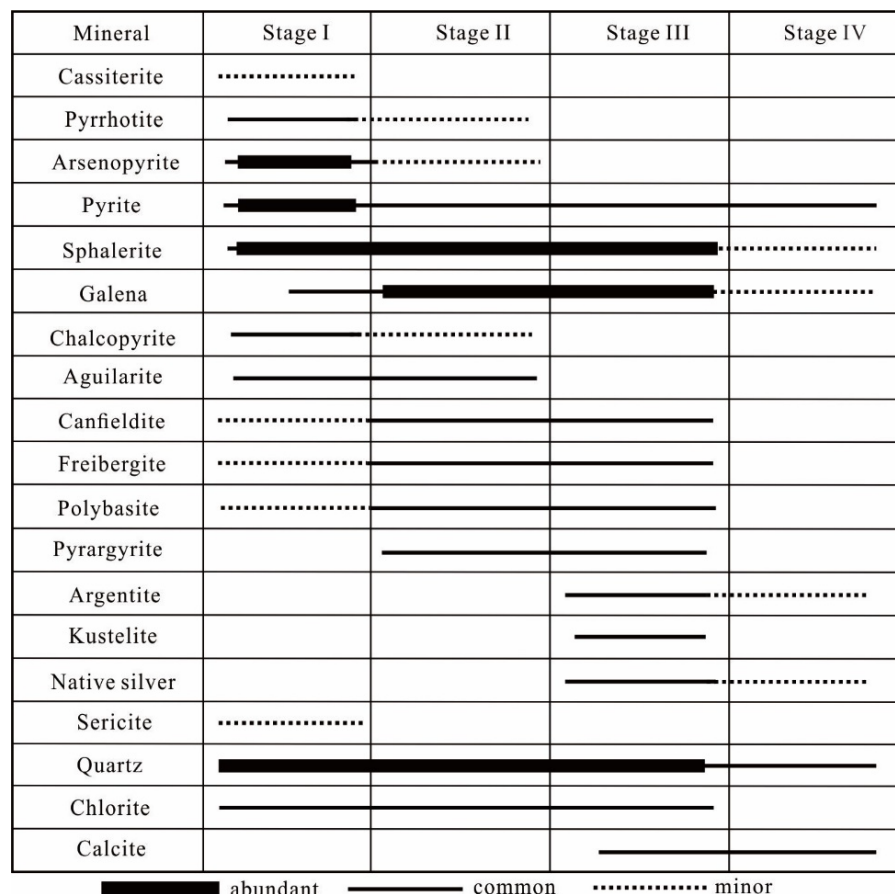 Mineral Stage I Stage II Stage III Stage IV
Cassiterite
Pyrrhotite
Arsenopyrite
Pyrite
Sphalerite
Galena
Chalcopyrite
Aguilarite
Canfieldite
Freibergite
Polybasite
Pyrargyrite
Argentite
Kustelite
Native silver
Sericite
Quartz
Chlorite
Calcite
abundant common minor